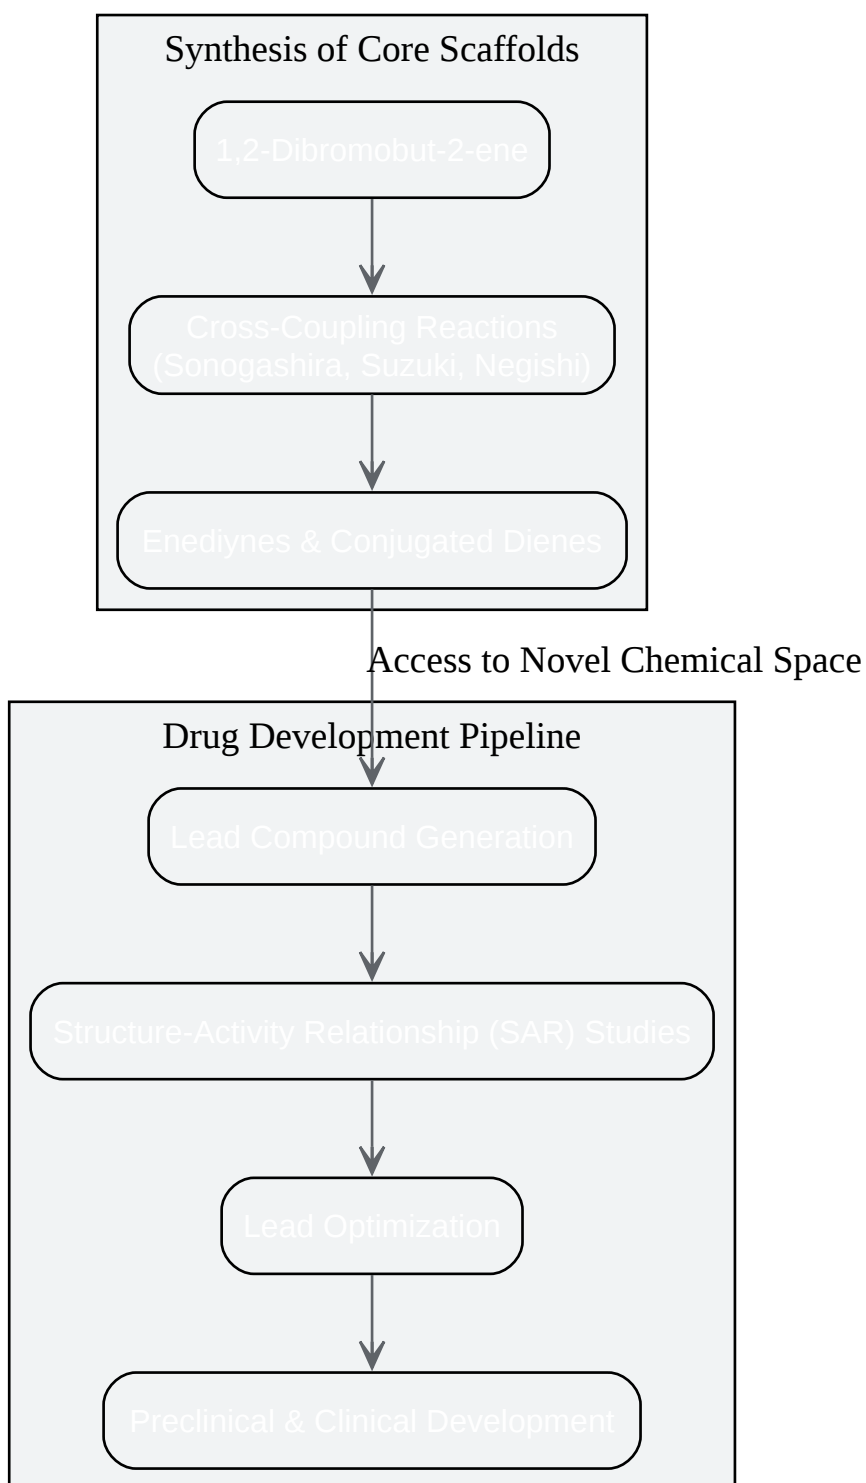 Synthesis of Core Scaffolds
1,2-Dibromobut-2-ene
Cross-Coupling Reactions
(Sonogashira, Suzuki, Negishi)
Enediynes & Conjugated Dienes
Access to Novel Chemical Space
Drug Development Pipeline
Lead Compound Generation
Structure-Activity Relationship (SAR) Studies
Lead Optimization
Preclinical & Clinical Development